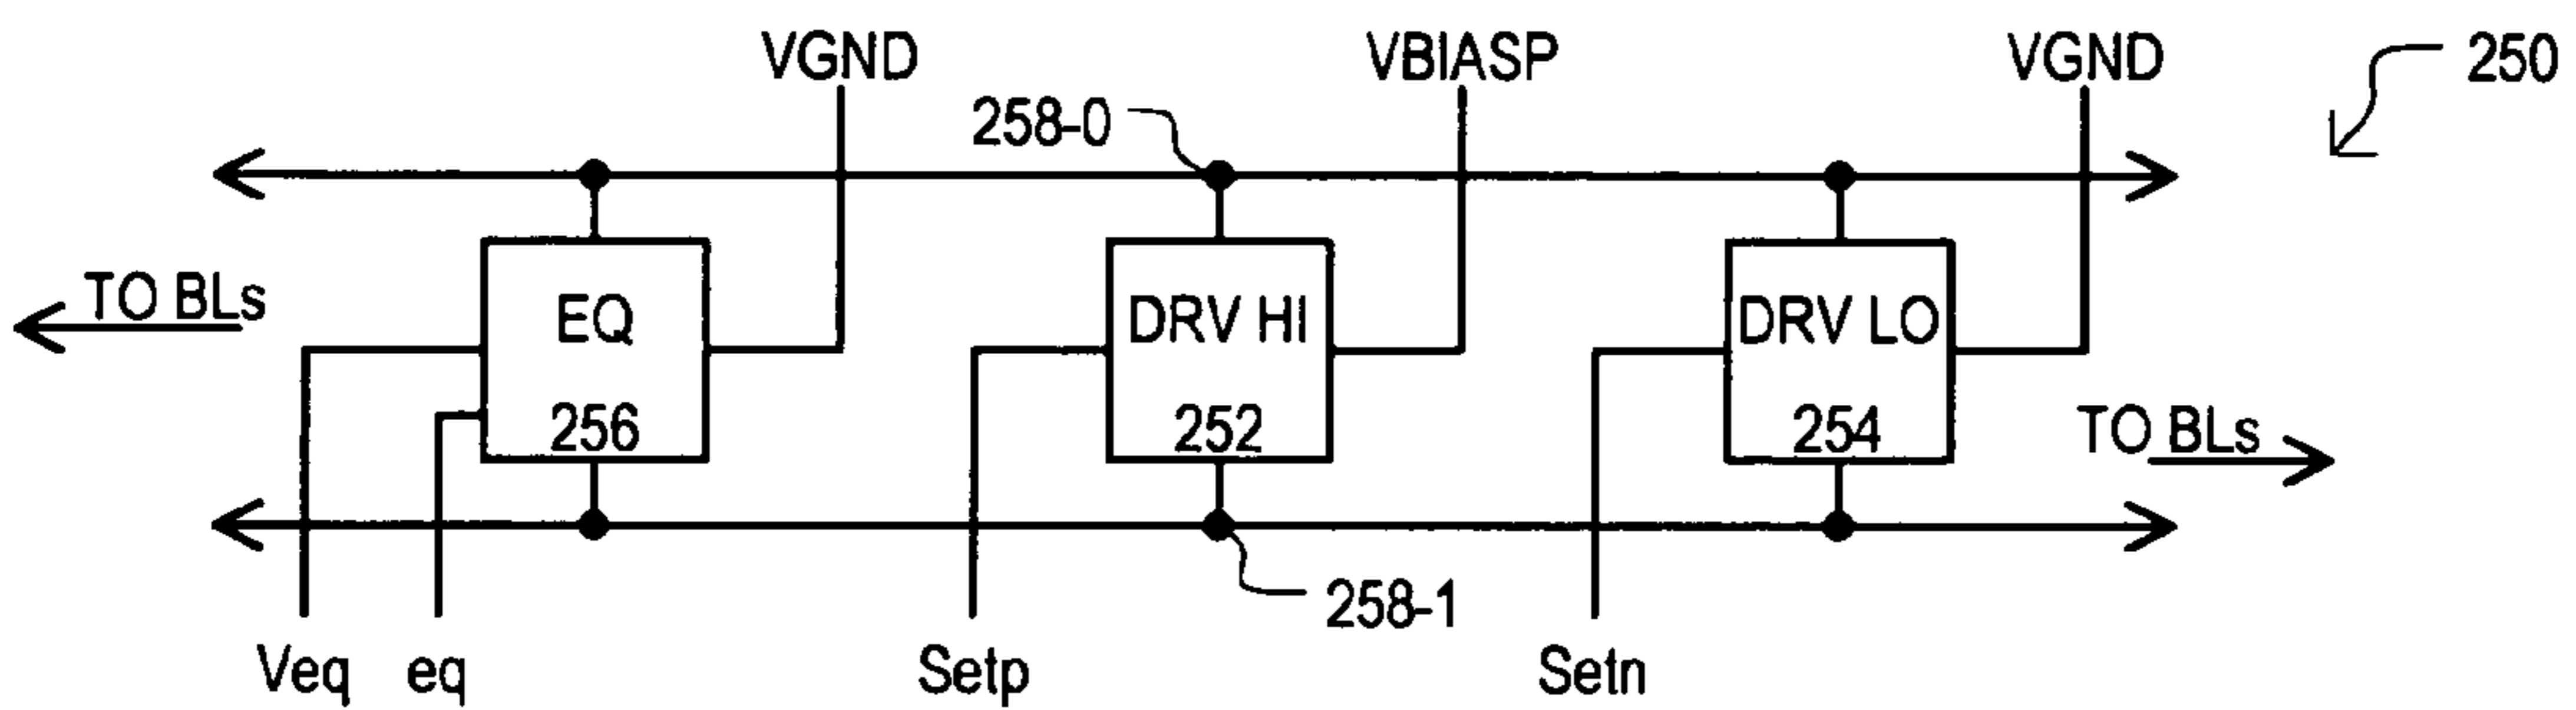 VGND
VBIASP
VGND
250
258-0
TO BLs
EQ
256
DRV HI
252
DRV LO
254
TO BLs
258-1
Veq
eq
Setp
Setn